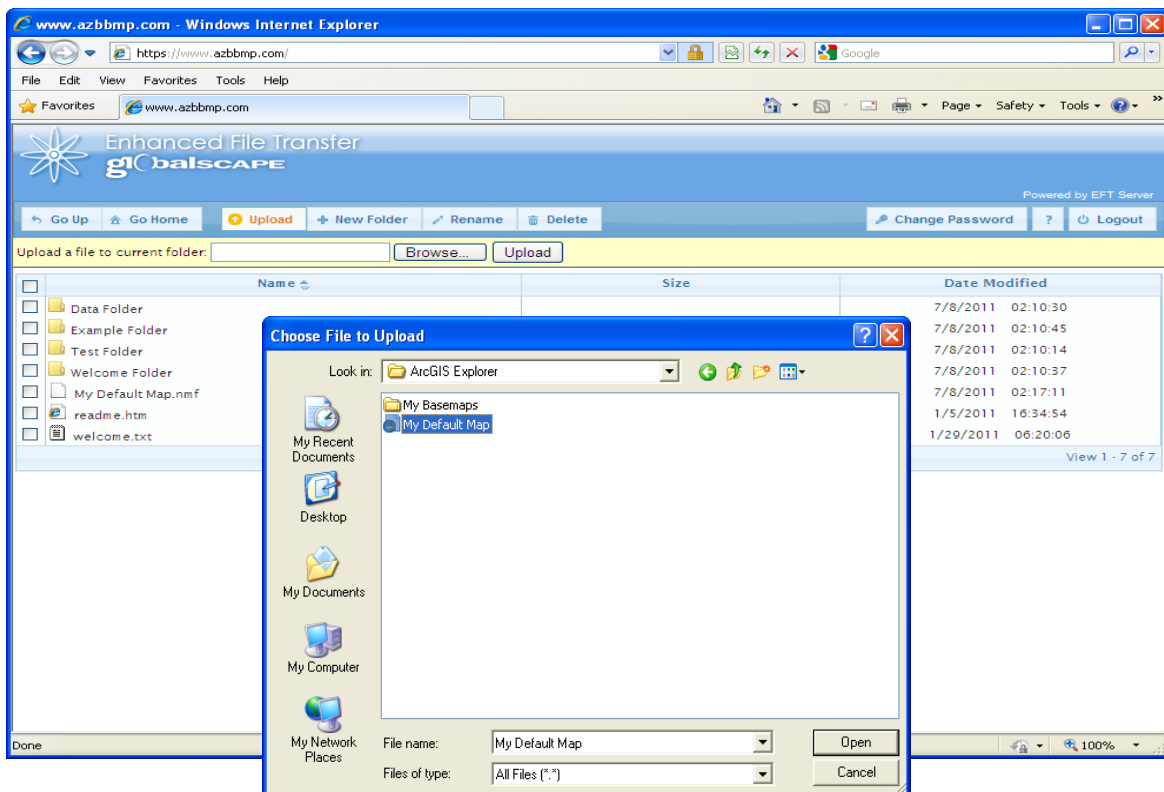 www.azbbmp.com - Windows Internet Explorer
https://www.azbbmp.com/
Google
File Edit View Favorites Tools Help
Favorites www.azbbmp.com Page Safety Tools
Enhanced File Transfer
globalSCAPE
Powered by EFT Server
Go Up Go Home Upload New Folder Rename Delete Change Password ? Logout
Upload a file to current folder: Browse... Upload
Name Size Date Modified
Data Folder 7/8/2011 02:10:30
Example Folder 7/8/2011 02:10:45
Test Folder 7/8/2011 02:10:14
Welcome Folder 7/8/2011 02:10:37
My Default Map.nmf 7/8/2011 02:17:11
readme.htm 1/5/2011 16:34:54
welcome.txt 1/29/2011 06:20:06
View 1 - 7 of 7
Choose File to Upload
Look in: ArcGIS Explorer
My Basemaps
My Default Map
My Recent
Documents
Desktop
My Documents
My Computer
My Network
Places
File name: My Default Map Open
Files of type: All Files (*.*) Cancel
Done 100%